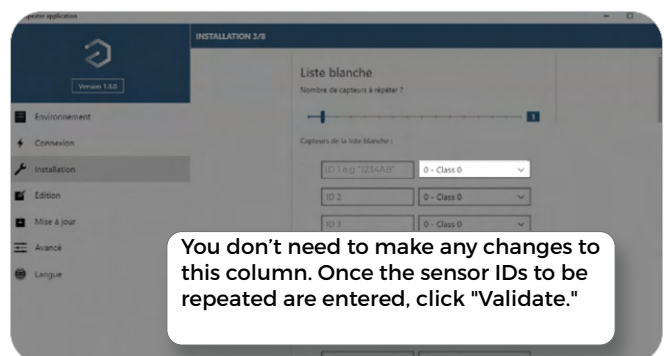 peater application
INSTALLATION 3/8
Version 1.3.0
Environnement
Connexion
Installation
Edition
Mise à jour
Avancé
Langue
Liste blanche
Nombre de capteurs à répéter ?
1
Capteurs de la liste blanche :
ID 1 e.g "1234AB"
0 - Class 0
ID 2
0 - Class 0
ID 3
0 - Class 0
You don't need to make any changes to
this column. Once the sensor IDs to be
repeated are entered, click "Validate."